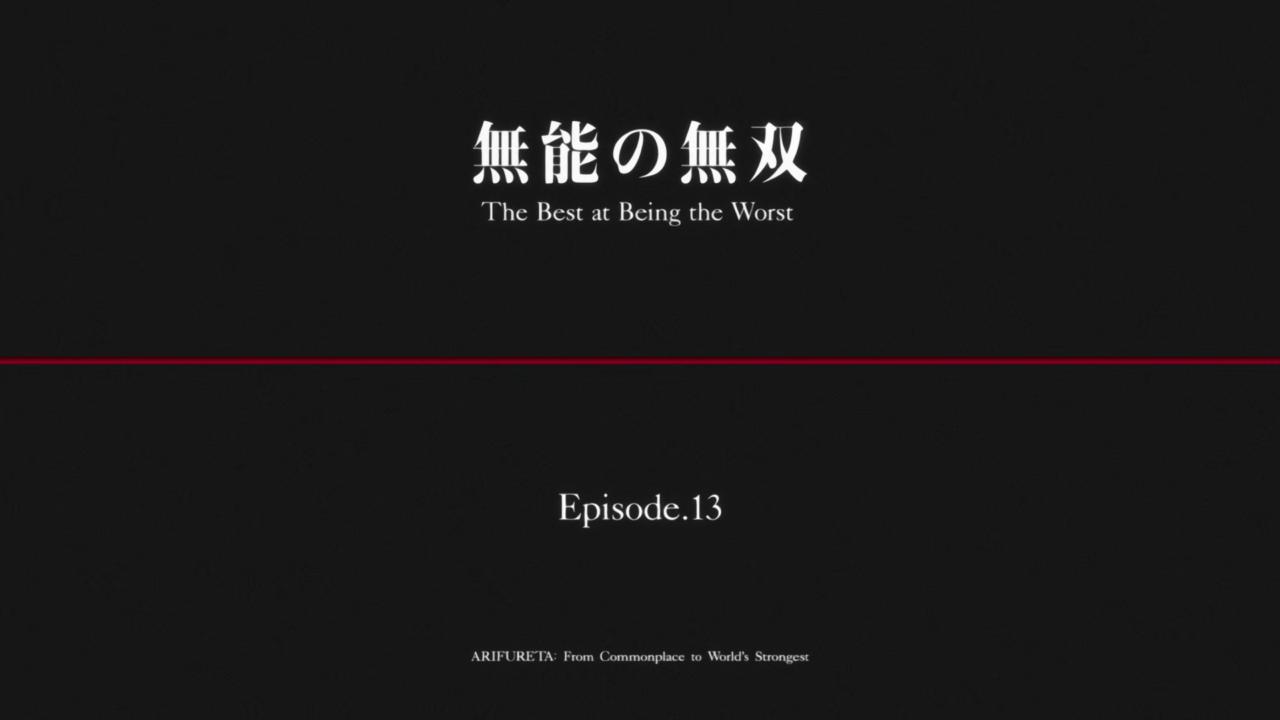 無能の無双
The Best at Being the Worst
Episode.13
ARIFURETA: From Commonplace to World's Strongest